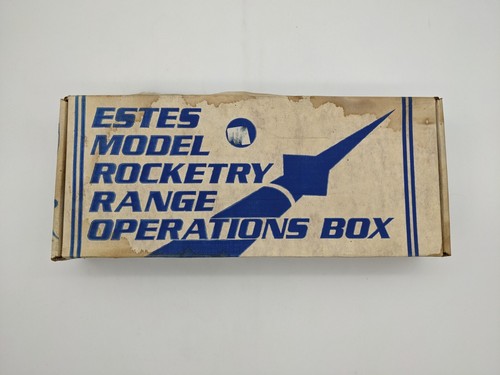 ESTES
MODEL
ROCKETRY
RANGE
OPERATIONS BOX